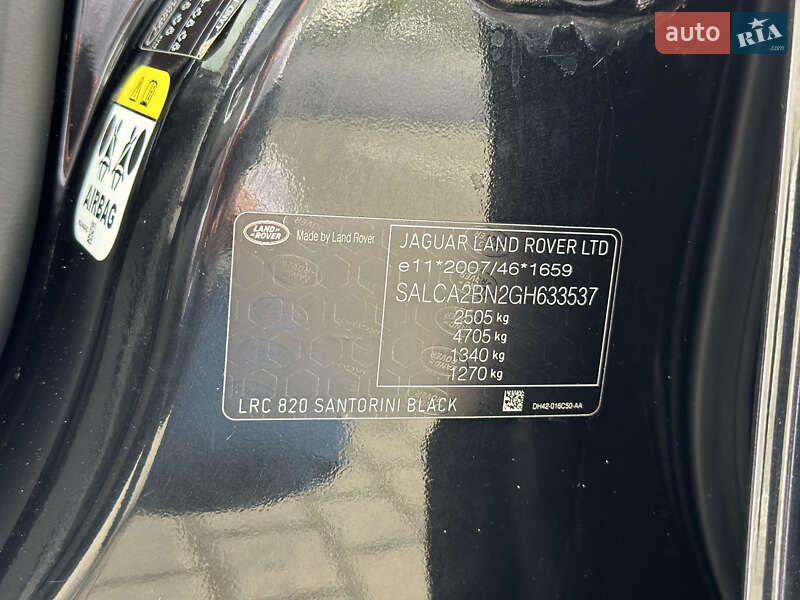 auto RIA.com
AIRBAG
LAND ROVER
Made by Land Rover
JAGUAR LAND ROVER LTD
e11*2007/46*1659
SALCA2BN2GH633537
2505 kg
4705 kg
1340 kg
1270 kg
LRC 820 SANTORINI BLACK
DH42-016C50-AA